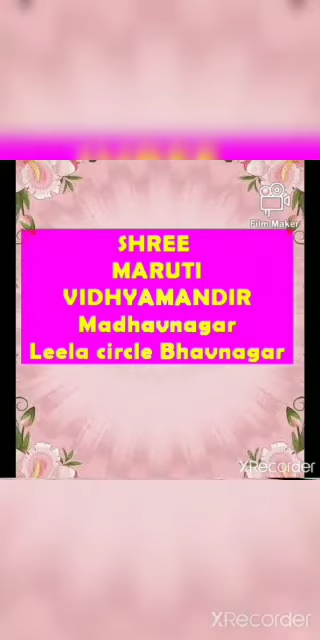 Film Maker
SHREE
MARUTI
VIDHYAMANDIR
Madhavnagar
Leela circle Bhavnagar
XRecorder
XRecorder